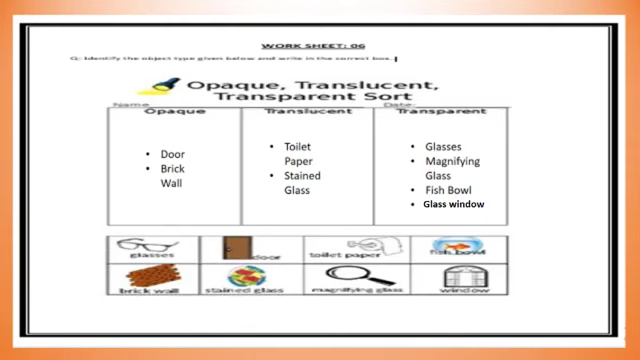 WORK SHEET: 06
Q: Identify the object type given below and write in the correct box.
Opaque, Translucent,
Transparent Sort
Name Date:
Opaque Translucent Transparent
• Door
• Brick
Wall
• Toilet
Paper
• Stained
Glass
• Glasses
• Magnifying
Glass
• Fish Bowl
• Glass window
glasses door toilet paper fish bowl
brick wall stained glass magnifying glass window